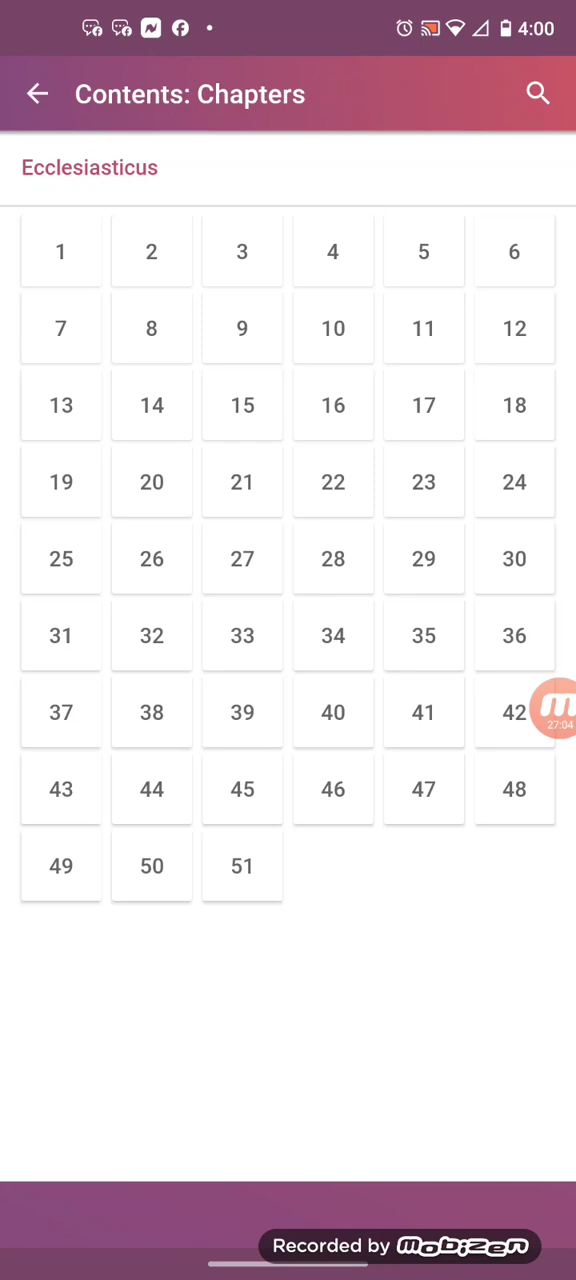 4:00
Contents: Chapters
Ecclesiasticus
1 2 3 4 5 6
7 8 9 10 11 12
13 14 15 16 17 18
19 20 21 22 23 24
25 26 27 28 29 30
31 32 33 34 35 36
37 38 39 40 41 42
m
27:04
43 44 45 46 47 48
49 50 51
Recorded by mobizen